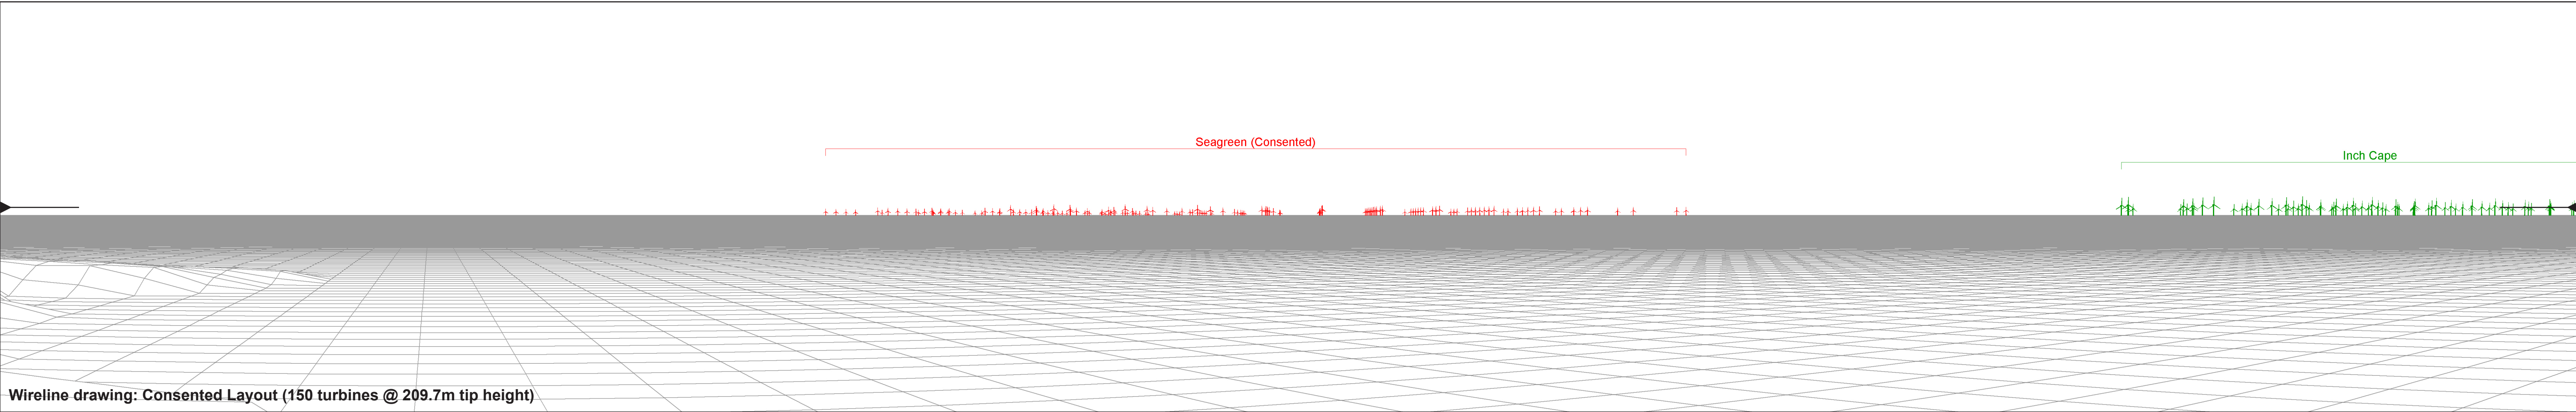 Seagreen (Consented)
Inch Cape
Wireline drawing: Consented Layout (150 turbines @ 209.7m tip height)